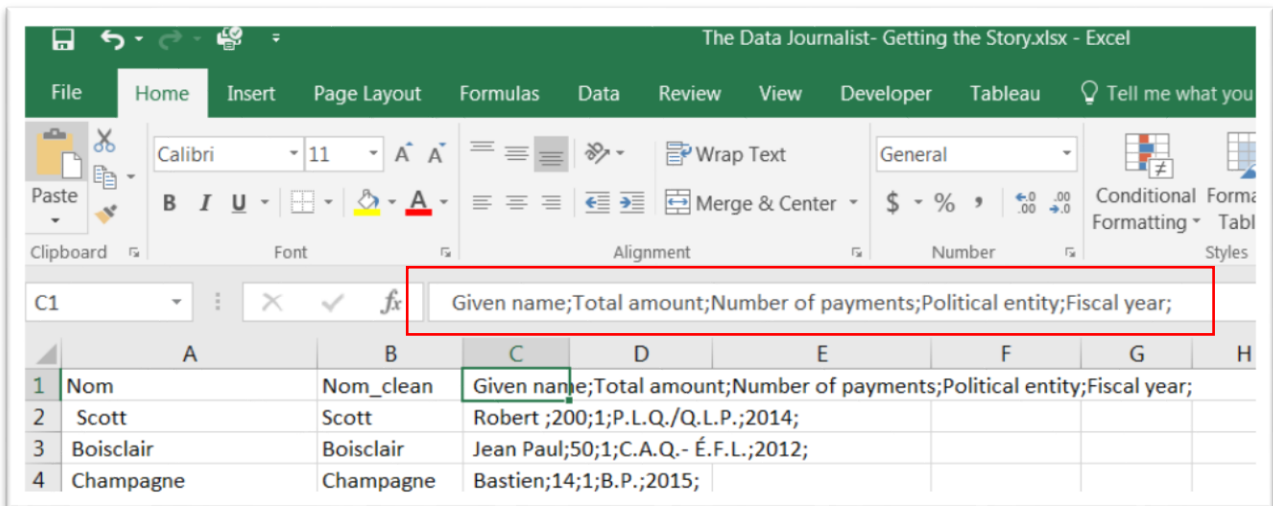 The Data Journalist- Getting the Story.xlsx - Excel
File Home Insert Page Layout Formulas Data Review View Developer Tableau Tell me what you
Calibri 11 A A Wrap Text General
Paste B I U A Merge & Center $ % , .0 .00 .00 .0 Conditional Formatting Forma Tabl
Clipboard Font Alignment Number Styles
C1 fx Given name;Total amount;Number of payments;Political entity;Fiscal year;
A B C D E F G H
1 Nom Nom_clean Given name;Total amount;Number of payments;Political entity;Fiscal year;
2 Scott Scott Robert ;200;1;P.L.Q./Q.L.P.;2014;
3 Boisclair Boisclair Jean Paul;50;1;C.A.Q.- É.F.L.;2012;
4 Champagne Champagne Bastien;14;1;B.P.;2015;